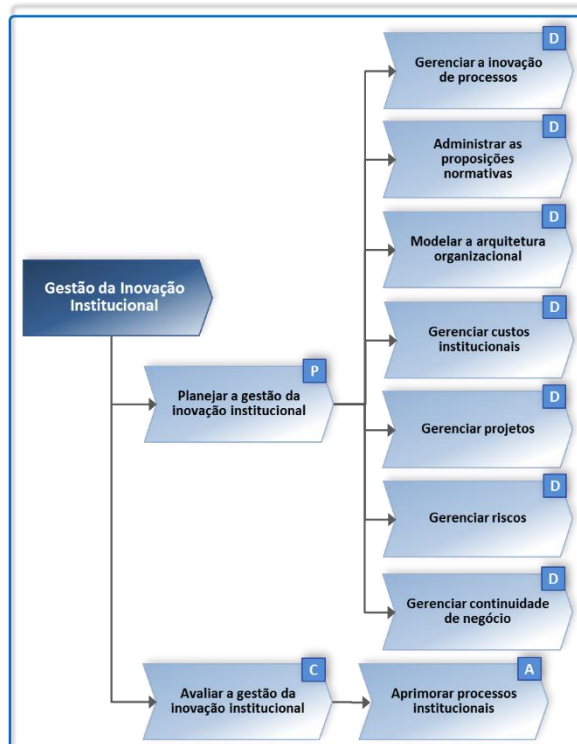 D
Gerenciar a inovação
de processos
D
Administrar as
proposições
normativas
D
Modelar a arquitetura
organizacional
Gestão da Inovação
Institucional
D
Gerenciar custos
institucionais
P
Planejar a gestão da
inovação institucional
D
Gerenciar projetos
D
Gerenciar riscos
D
Gerenciar continuidade
de negócio
C
Avaliar a gestão da
inovação institucional
A
Aprimorar processos
institucionais